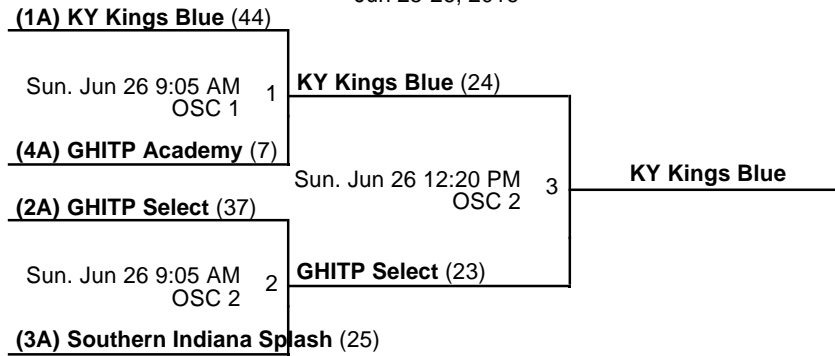 (1A) KY Kings Blue (44)
Sun. Jun 26 9:05 AM 1
OSC 1
KY Kings Blue (24)
(4A) GHITP Academy (7)
Sun. Jun 26 12:20 PM 3
OSC 2
KY Kings Blue
(2A) GHITP Select (37)
Sun. Jun 26 9:05 AM 2
OSC 2
GHITP Select (23)
(3A) Southern Indiana Splash (25)